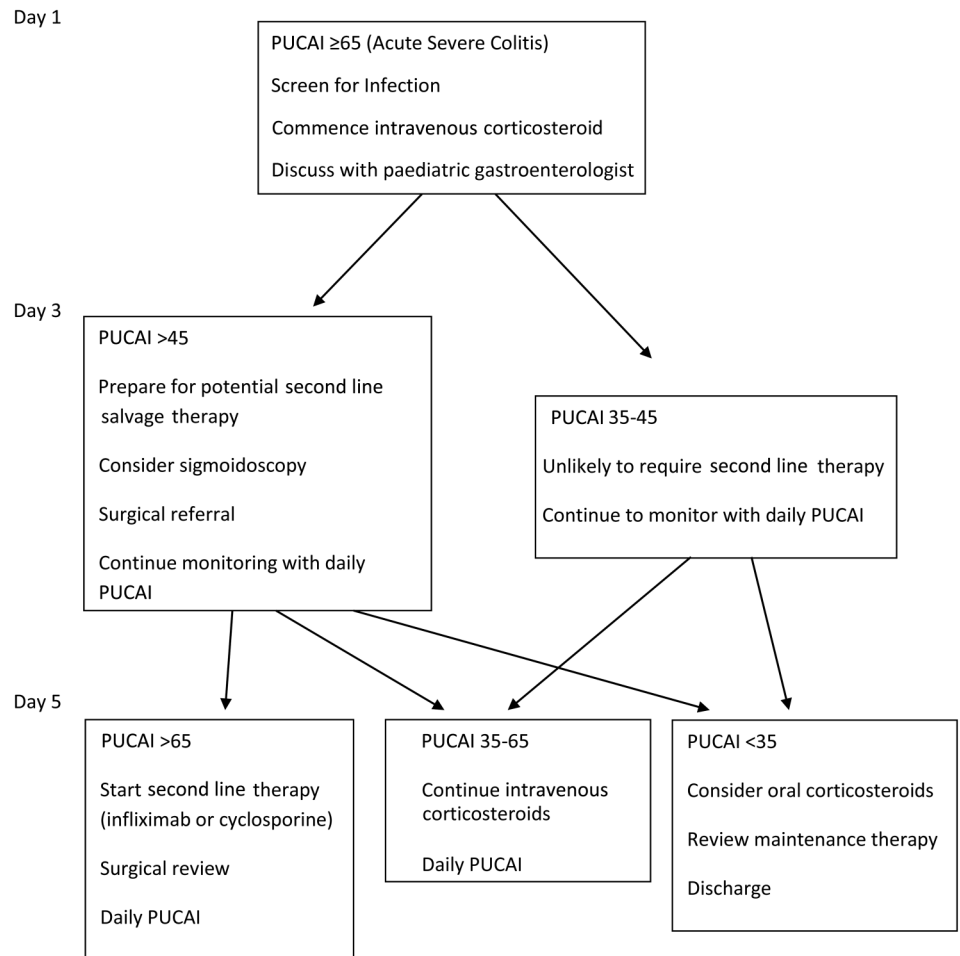 Day 1
PUCAI ≥65 (Acute Severe Colitis)
Screen for Infection
Commence intravenous corticosteroid
Discuss with paediatric gastroenterologist
Day 3
PUCAI >45
Prepare for potential second line
salvage therapy
Consider sigmoidoscopy
Surgical referral
Continue monitoring with daily
PUCAI
PUCAI 35-45
Unlikely to require second line therapy
Continue to monitor with daily PUCAI
Day 5
PUCAI >65
Start second line therapy
(infliximab or cyclosporine)
Surgical review
Daily PUCAI
PUCAI 35-65
Continue intravenous
corticosteroids
Daily PUCAI
PUCAI <35
Consider oral corticosteroids
Review maintenance therapy
Discharge